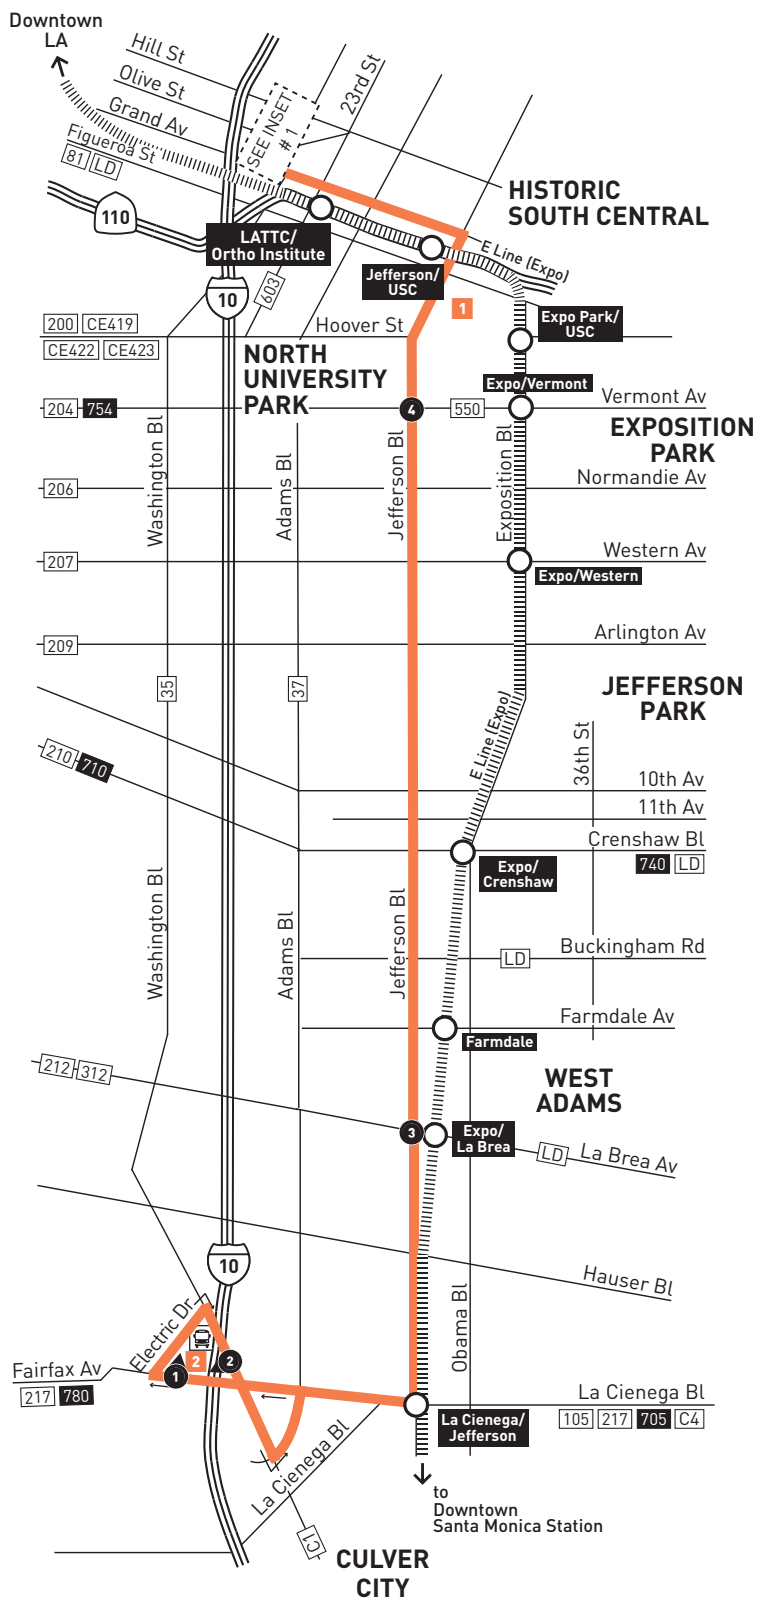 Downtown
LA
Hill St
Olive St
Grand Av
Figueroa St
81 LD
SEE INSET
# 1
23rd St
110
HISTORIC
SOUTH CENTRAL
LATTC/
Ortho Institute
E Line (Expo)
Jefferson/
USC
10
603
1
200 CE419
Hoover St
Expo Park/
USC
CE422 CE423
NORTH
UNIVERSITY
PARK
Expo/Vermont
204 754
4
550
Vermont Av
EXPOSITION
PARK
Washington Bl
Adams Bl
Jefferson Bl
Exposition Bl
206
Normandie Av
207
Western Av
Expo/Western
209
Arlington Av
35
37
JEFFERSON
PARK
E Line (Expo)
36th St
210 710
10th Av
11th Av
Crenshaw Bl
740 LD
Expo/
Crenshaw
Washington Bl
Adams Bl
Jefferson Bl
LD
Buckingham Rd
Farmdale Av
Farmdale
212 312
WEST
ADAMS
3
Expo/
La Brea
LD
La Brea Av
10
Hauser Bl
Obama Bl
Electric Dr
2
2
1
Fairfax Av
217 780
La Cienega Bl
105 217 705 C4
La Cienega/
Jefferson
La Cienega Bl
C1
to
Downtown
Santa Monica Station
CULVER
CITY